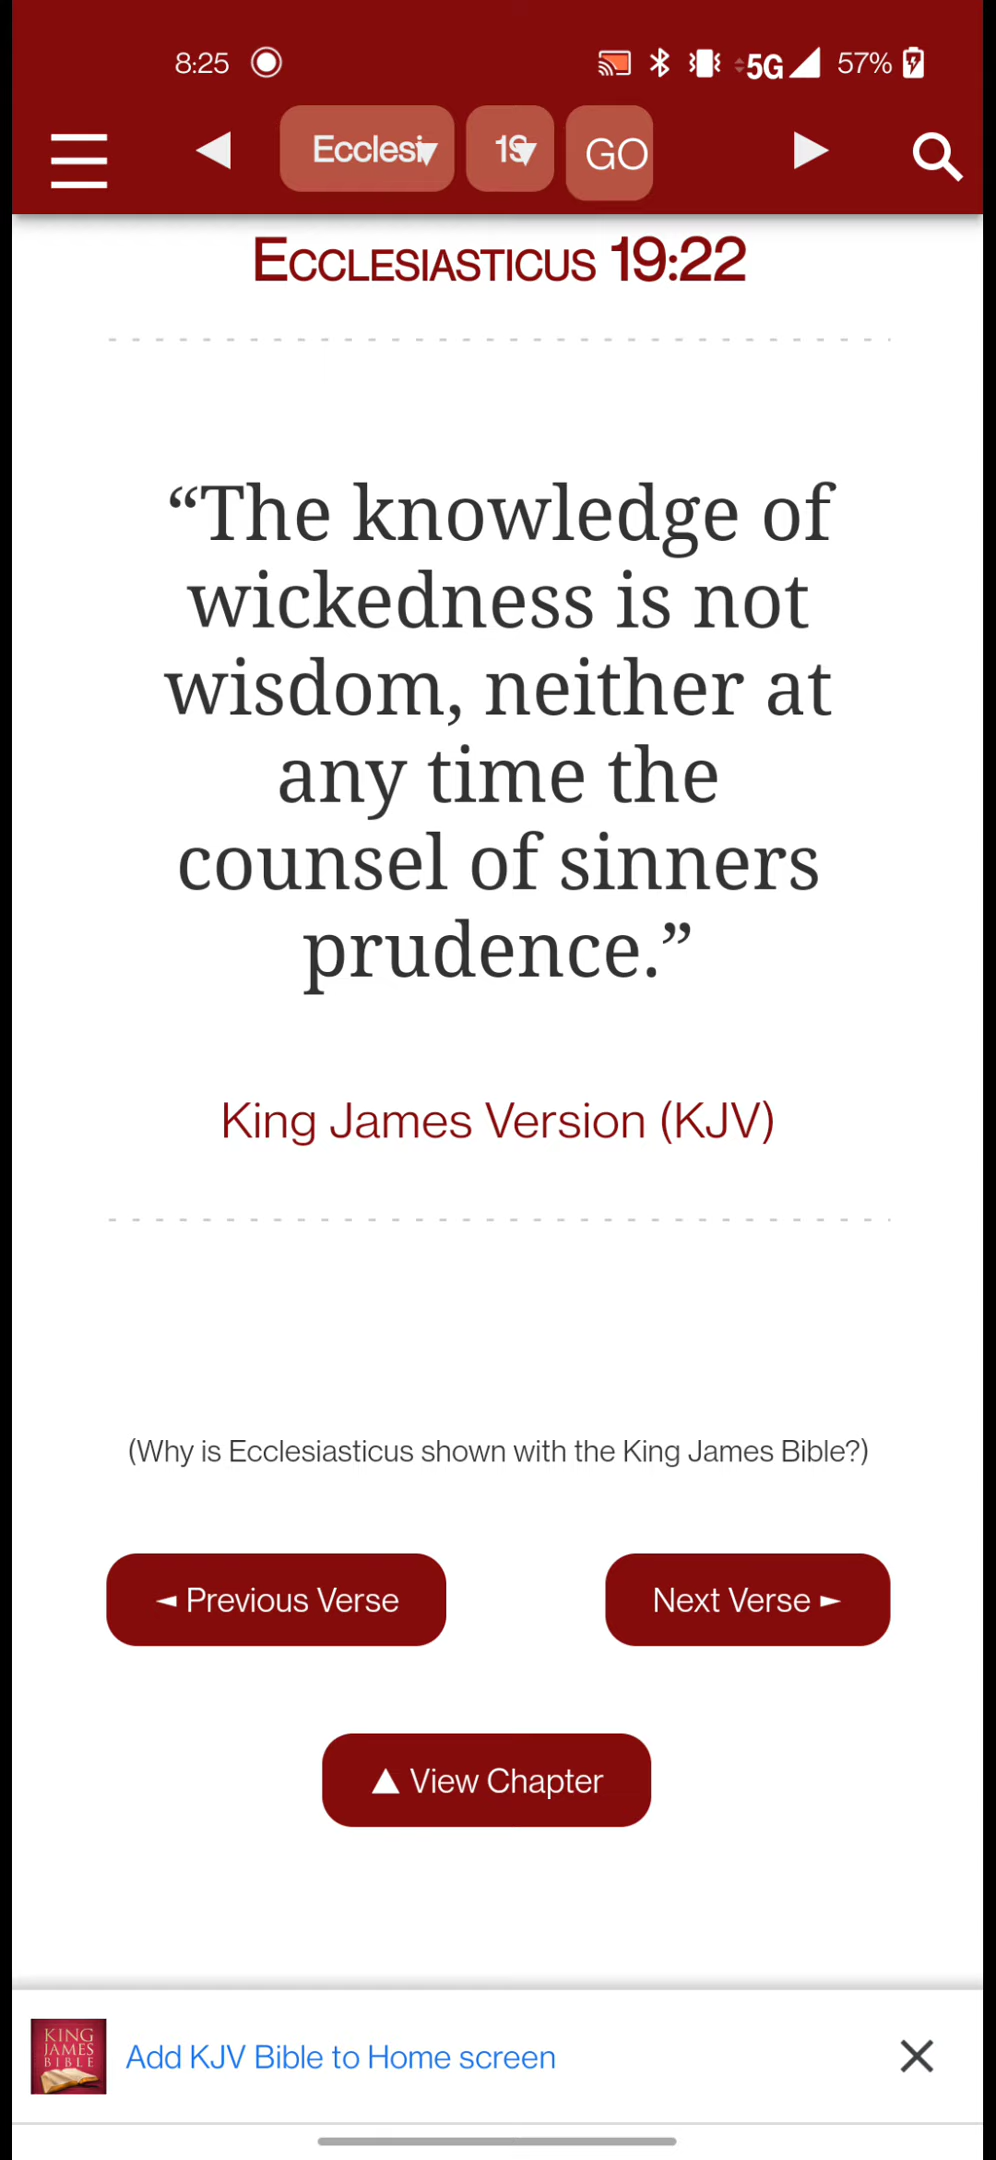 8:25 5G 57%
Ecclesi 19 GO
ECCLESIASTICUS 19:22
“The knowledge of
wickedness is not
wisdom, neither at
any time the
counsel of sinners
prudence.”
King James Version (KJV)
(Why is Ecclesiasticus shown with the King James Bible?)
◄ Previous Verse
Next Verse ►
▲ View Chapter
KING
JAMES
BIBLE
Add KJV Bible to Home screen